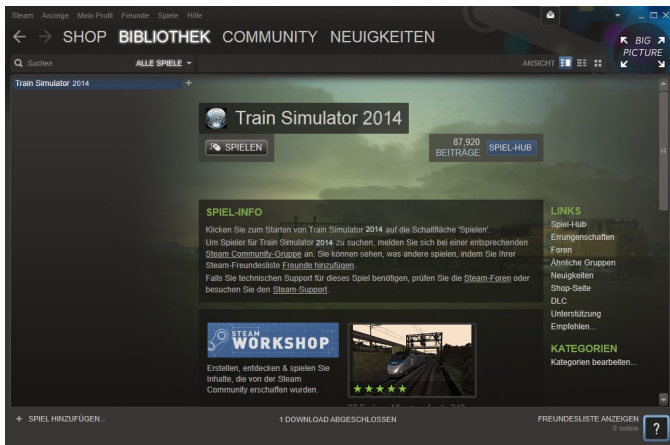 Steam Anzeige Mein Profil Freunde Spiele Hilfe
SHOP BIBLIOTHEK COMMUNITY NEUIGKEITEN
BIG PICTURE
Suchen ALLE SPIELE ANSICHT
Train Simulator 2014 +
Train Simulator 2014
SPIELEN
87,920
BEITRÄGE SPIEL-HUB
SPIEL-INFO
Klicken Sie zum Starten von Train Simulator 2014 auf die Schaltfläche 'Spielen'.
Um Spieler für Train Simulator 2014 zu suchen, melden Sie sich bei einer entsprechenden
Steam Community-Gruppe an. Sie können sehen, was andere spielen, indem Sie Ihrer
Steam-Freundesliste Freunde hinzufügen.
Falls Sie technischen Support für dieses Spiel benötigen, prüfen Sie die Steam-Foren oder
besuchen Sie den Steam-Support.
LINKS
Spiel-Hub
Errungenschaften
Foren
Ähnliche Gruppen
Neuigkeiten
Shop-Seite
DLC
Unterstützung
Empfehlen...
KATEGORIEN
Kategorien bearbeiten...
STEAM
WORKSHOP
Erstellen, entdecken & spielen Sie
Inhalte, die von der Steam
Community erschaffen wurden.
+ SPIEL HINZUFÜGEN...
1 DOWNLOAD ABGESCHLOSSEN
FREUNDESLISTE ANZEIGEN
0 online
?